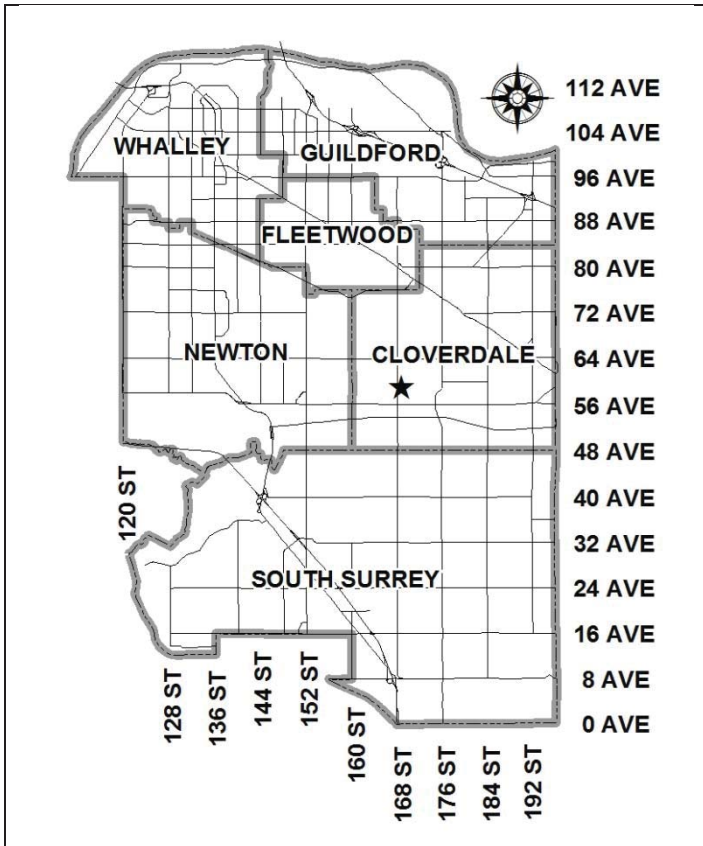 112 AVE
104 AVE
WHALLEY
GUILDFORD
96 AVE
88 AVE
FLEETWOOD
80 AVE
72 AVE
NEWTON
CLOVERDALE
64 AVE
56 AVE
48 AVE
120 ST
40 AVE
32 AVE
SOUTH SURREY
24 AVE
16 AVE
128 ST
136 ST
144 ST
152 ST
160 ST
8 AVE
0 AVE
168 ST
176 ST
184 ST
192 ST